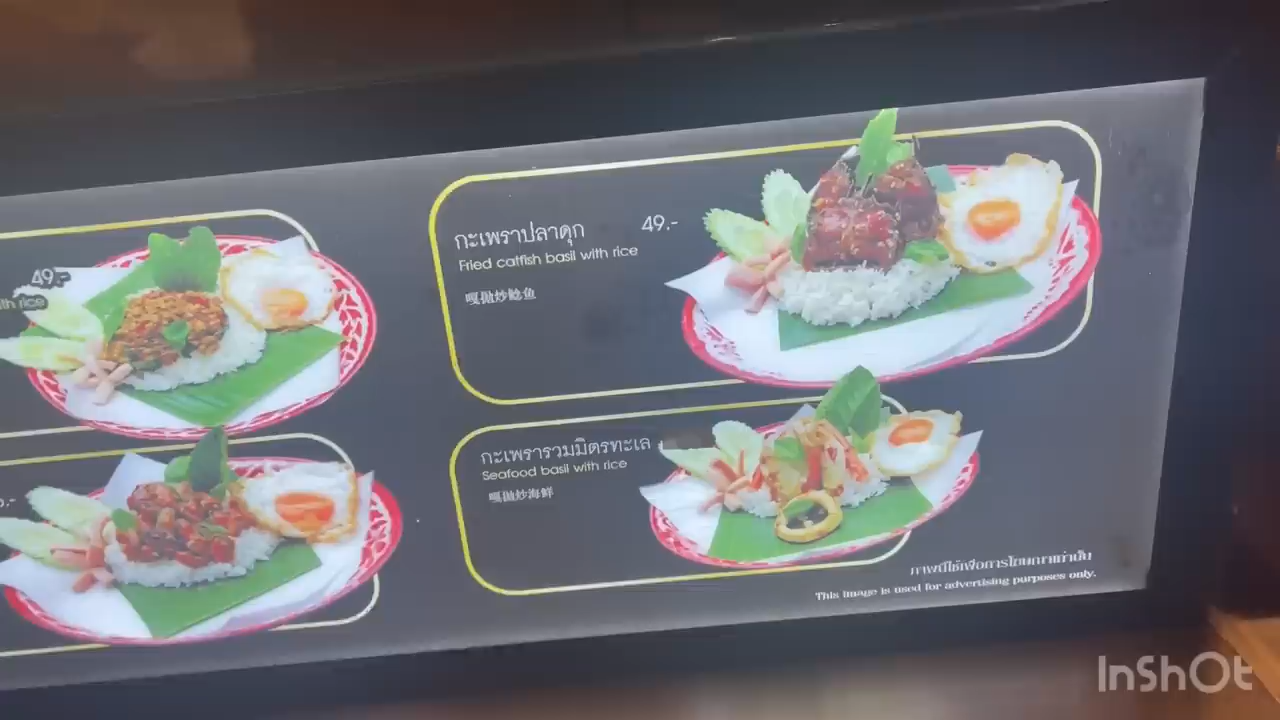 49.-
th rice
กะเพราปลาดุก 49.-
Fried catfish basil with rice
嘎抛炒鲶鱼
กะเพรารวมมิตรทะเล
Seafood basil with rice
嘎抛炒海鲜
ภาพนี้ใช้เพื่อการโฆษณาเท่านั้น
This image is used for advertising purposes only.
InShOt